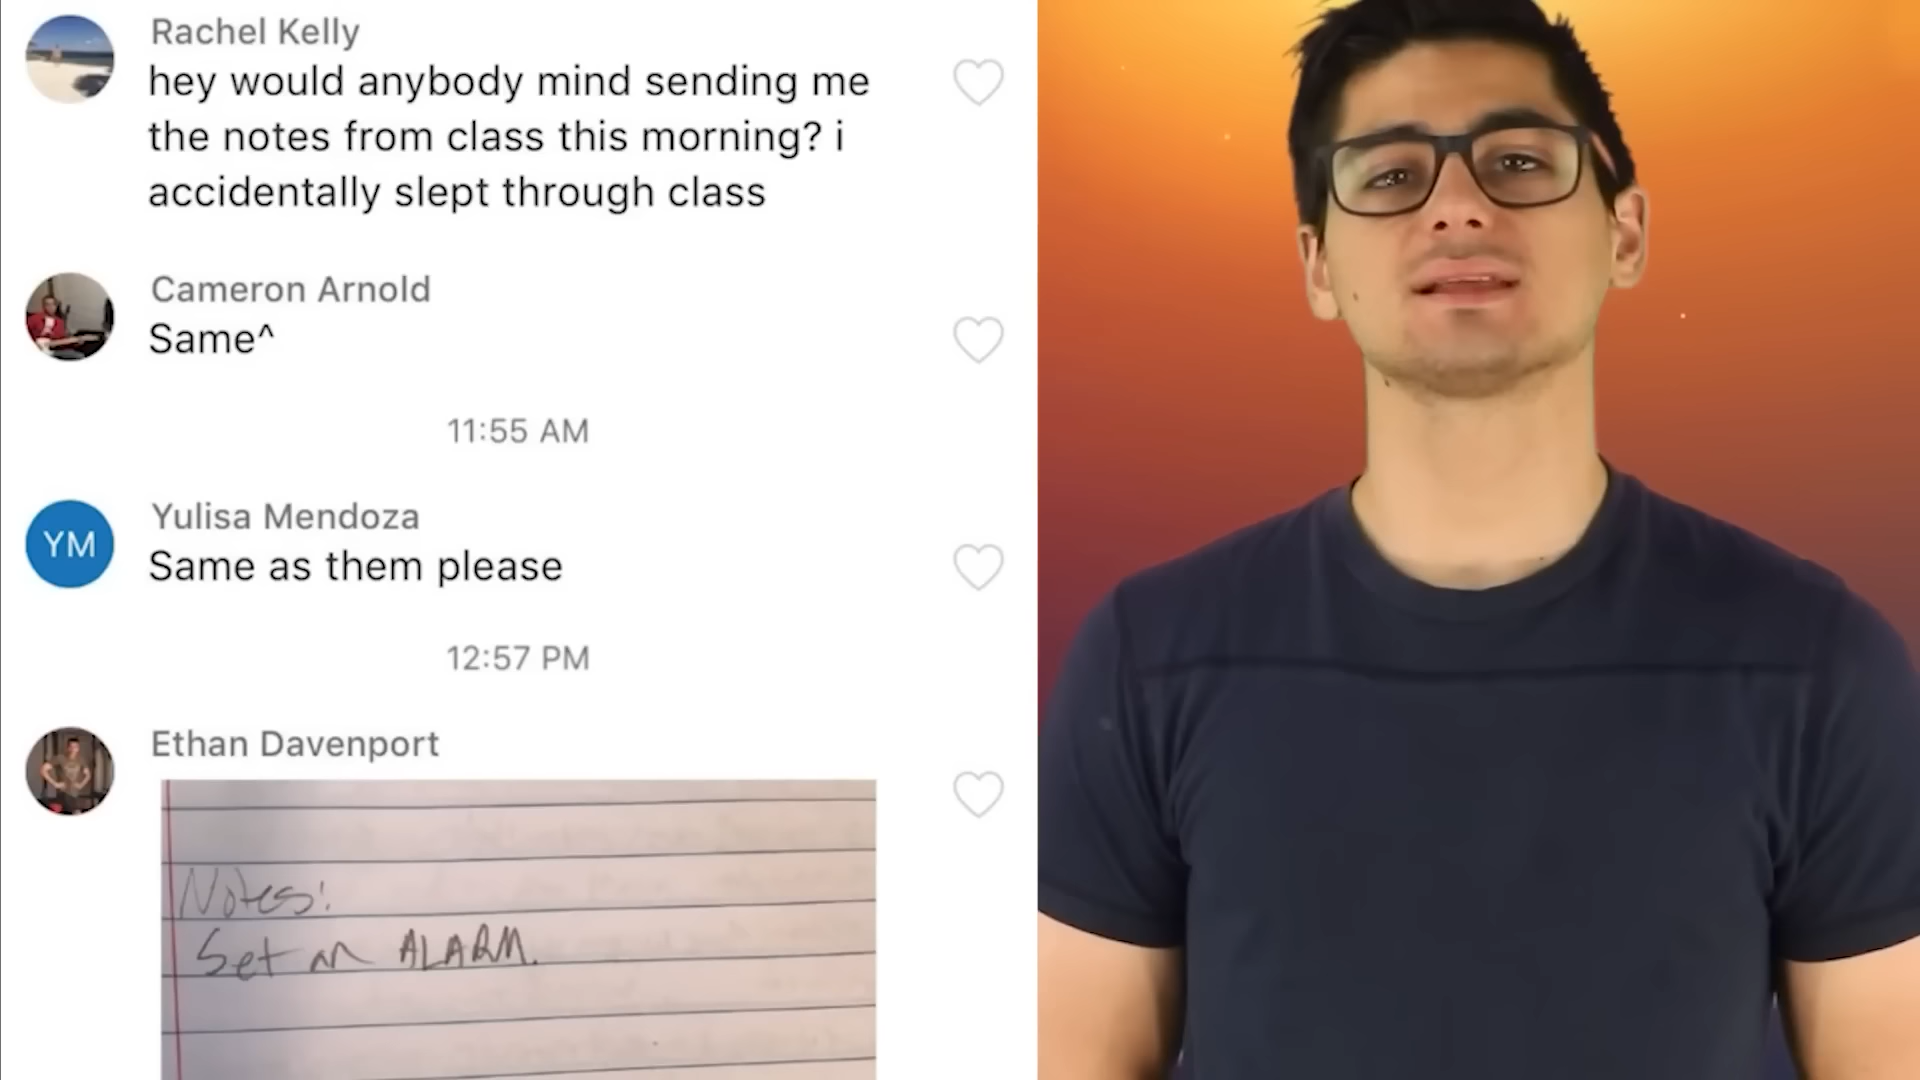 Rachel Kelly
hey would anybody mind sending me
the notes from class this morning? i
accidentally slept through class
Cameron Arnold
Same^
11:55 AM
YM
Yulisa Mendoza
Same as them please
12:57 PM
Ethan Davenport
Notes:
Set an ALARM.